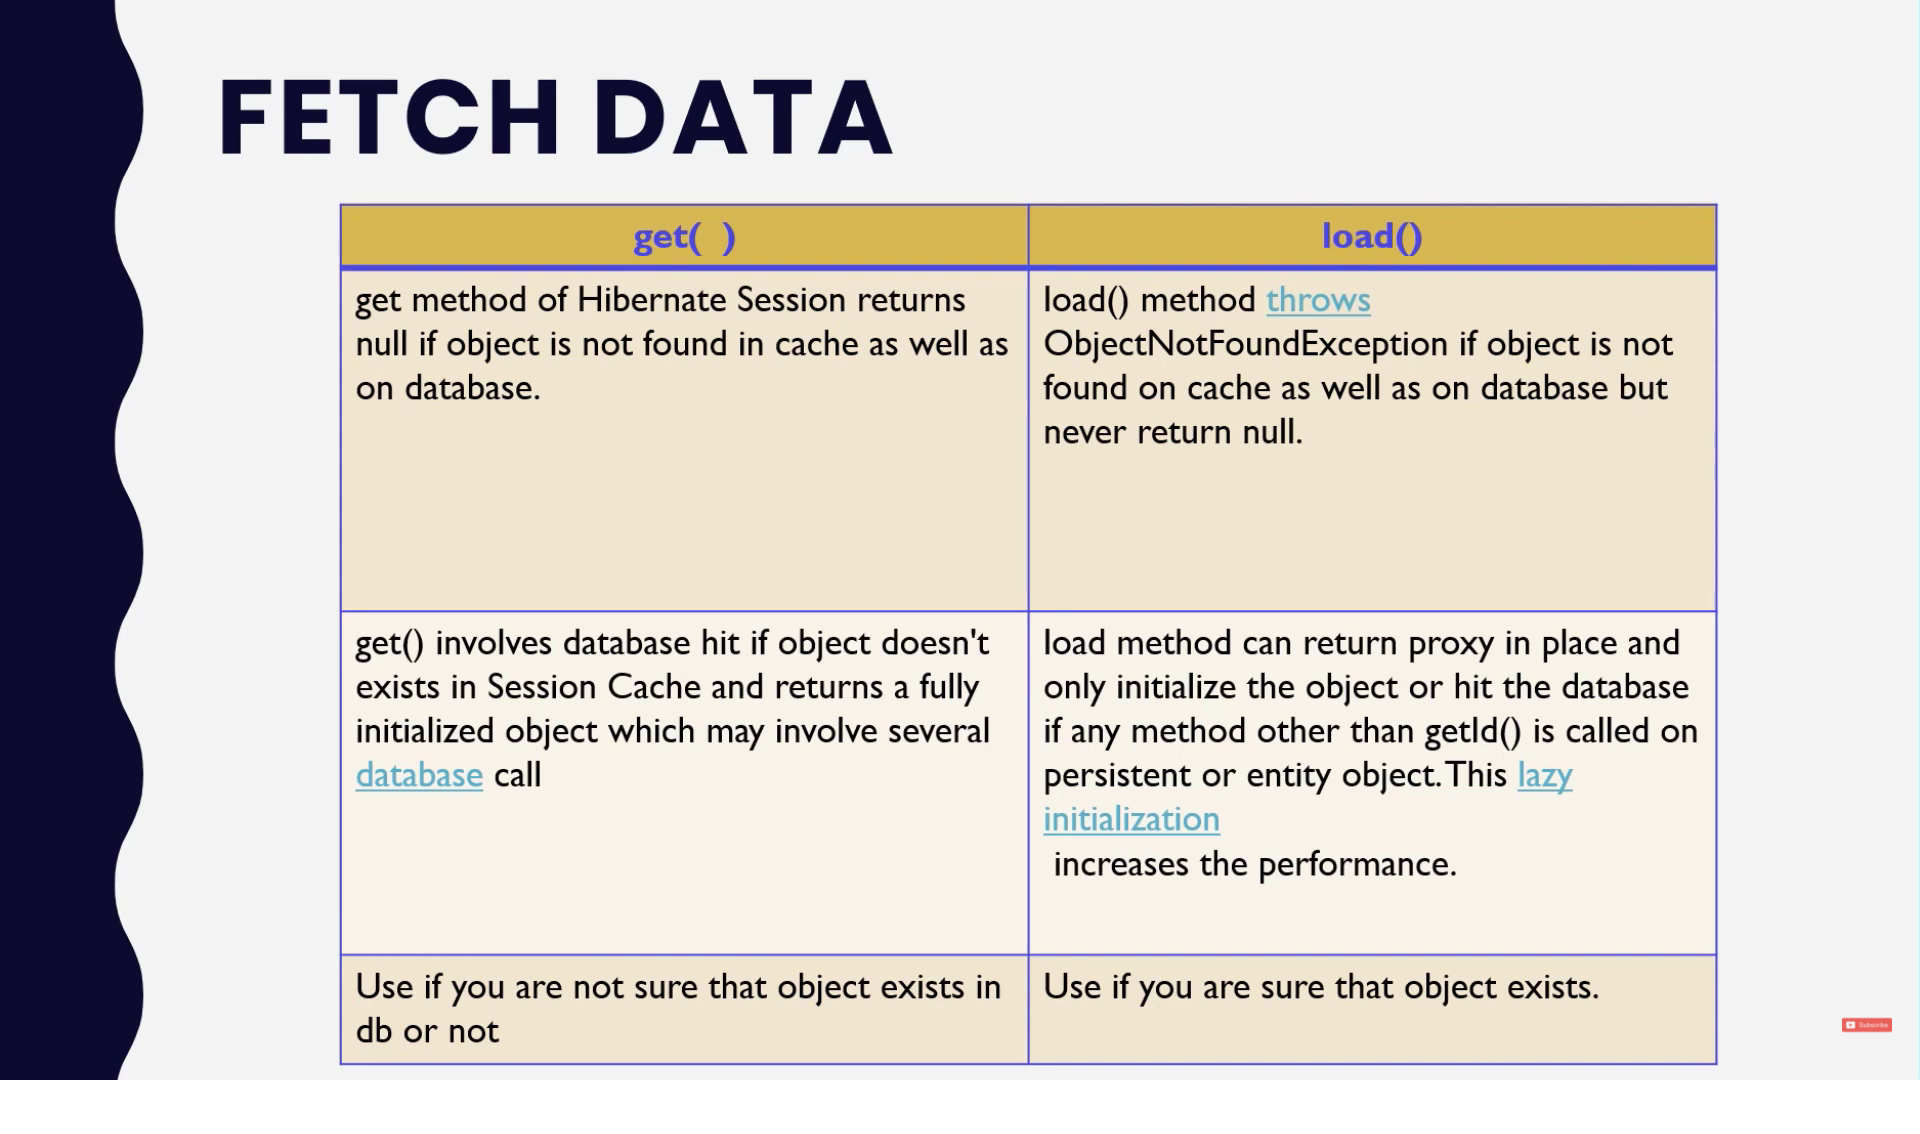 FETCH DATA
get( )
load()
get method of Hibernate Session returns
null if object is not found in cache as well as
on database.
load() method throws
ObjectNotFoundException if object is not
found on cache as well as on database but
never return null.
get() involves database hit if object doesn't
exists in Session Cache and returns a fully
initialized object which may involve several
database call
load method can return proxy in place and
only initialize the object or hit the database
if any method other than getId() is called on
persistent or entity object. This lazy
initialization
increases the performance.
Use if you are not sure that object exists in
db or not
Use if you are sure that object exists.
Subscribe